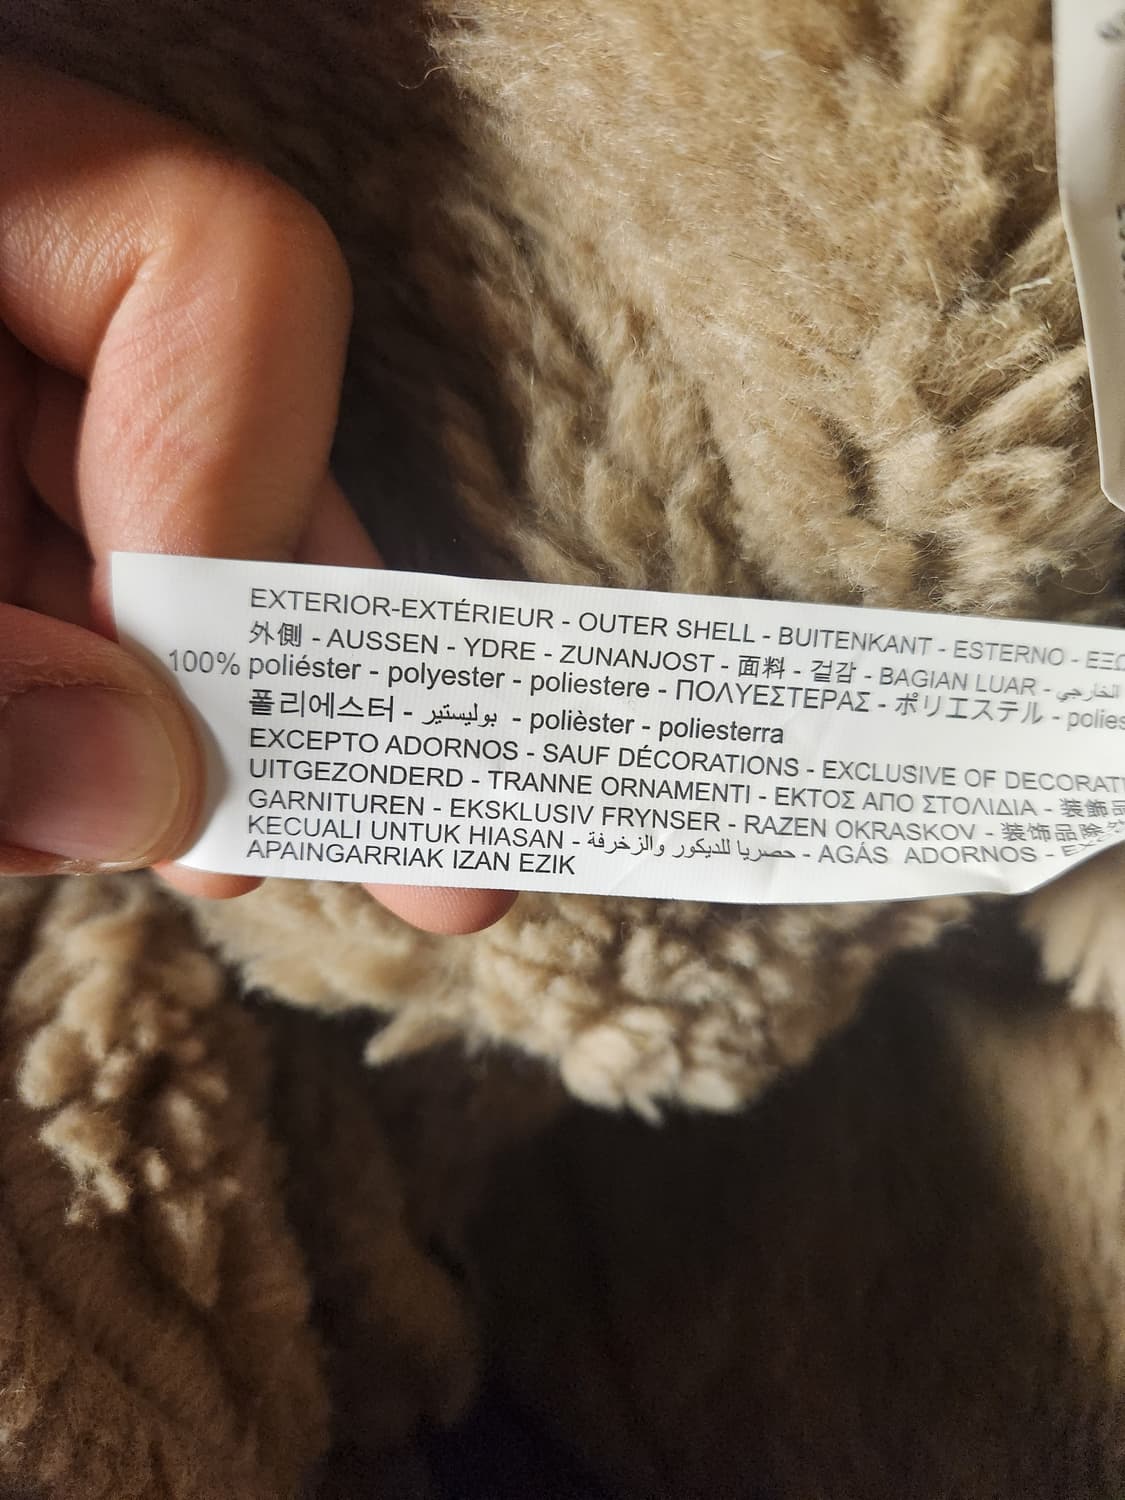 EXTERIOR-EXTÉRIEUR - OUTER SHELL - BUITENKANT - ESTERNO -
外側 - AUSSEN - YDRE - ZUNANJOST - 面料 - 겉감 - BAGIAN LUAR - الخارجي
100% poliéster - polyester - poliestere - ΠΟΛΥΕΣΤΕΡΑΣ - ポリエステル -
폴리에스터 - بوليستير - polièster - poliesterra
EXCEPTO ADORNOS - SAUF DÉCORATIONS - EXCLUSIVE OF
UITGEZONDERD - TRANNE ORNAMENTI - ΕΚΤΟΣ ΑΠΟ ΣΤΟΛΙΔΙΑ -
GARNITUREN - EKSKLUSIV FRYNSER - RAZEN OKRASKOV -
KECUALI UNTUK HIASAN - حصريا للديكور والزخرفة - AGÁS ADORNOS -
APAINGARRIAK IZAN EZIK